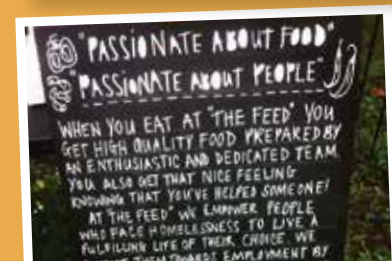 "PASSIONATE ABOUT FOOD"
"PASSIONATE ABOUT PEOPLE"
WHEN YOU EAT AT "THE FEED" YOU
GET HIGH QUALITY FOOD PREPARED BY
AN ENTHUSIASTIC AND DEDICATED TEAM.
YOU ALSO GET THAT NICE FEELING
KNOWING THAT YOU'VE HELPED SOMEONE!
AT "THE FEED" WE EMPOWER PEOPLE
WHO FACE HOMELESSNESS TO LIVE A
FULFILLING LIFE OF THEIR CHOICE. WE
THEM TOWARDS EMPLOYMENT BY